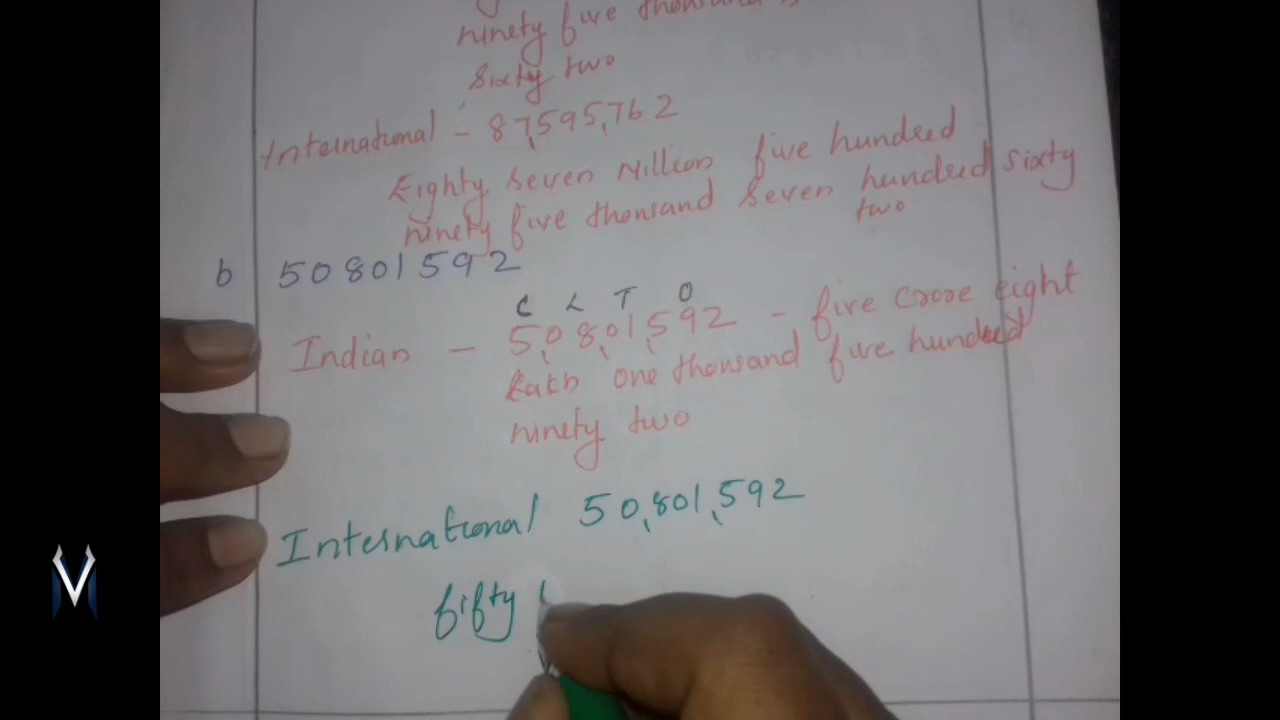 ninety five thousand
sixty two
International - 87,595,762
Eighty seven Million five hundred
ninety five thousand seven hundred sixty
two
b 50801592
C L T O
Indian - 5,08,01,592 - five crore eight
Lakh one thousand five hundred
ninety two
International 50,801,592
fifty